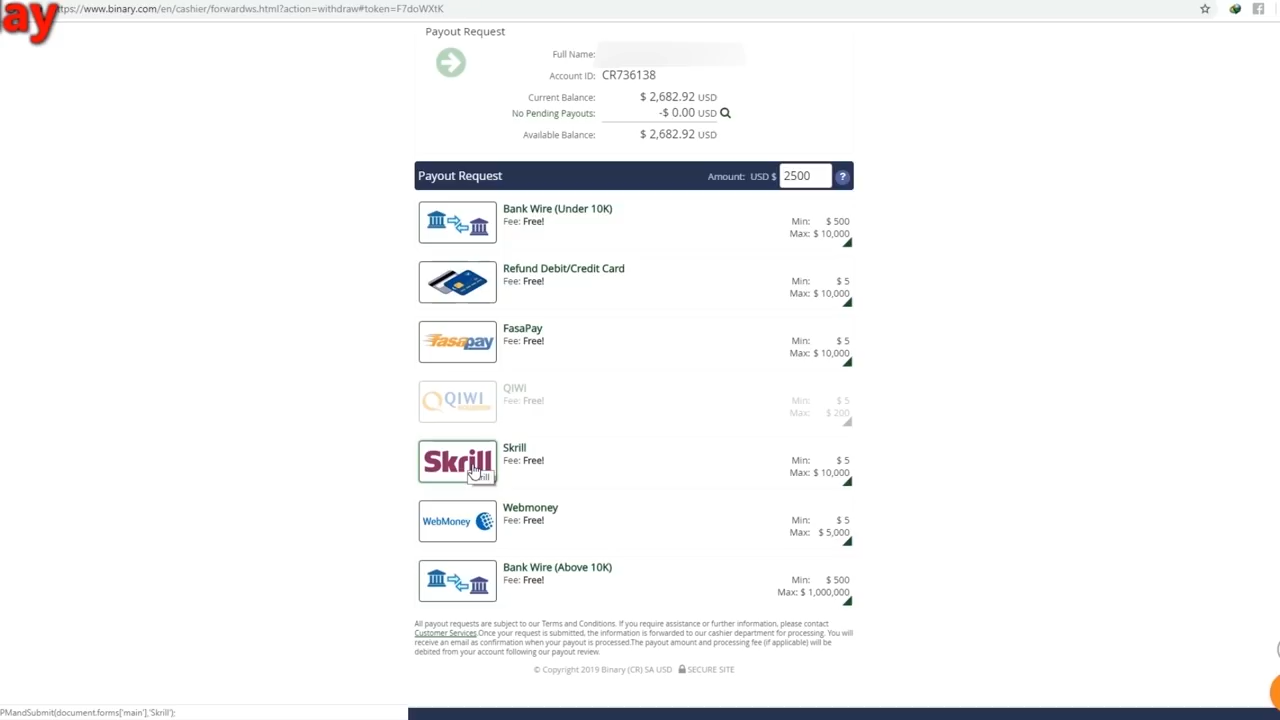 ay
ttps://www.binary.com/en/cashier/forwardws.html?action=withdraw#token=F7doWXtK
Payout Request
Full Name:
Account ID: CR736138
Current Balance: $ 2,682.92 USD
No Pending Payouts: -$ 0.00 USD
Available Balance: $ 2,682.92 USD
Payout Request Amount: USD $ 2500 ?
Bank Wire (Under 10K)
Fee: Free! Min: $ 500
Max: $ 10,000
Refund Debit/Credit Card
Fee: Free! Min: $ 5
Max: $ 10,000
fasapay FasaPay
Fee: Free! Min: $ 5
Max: $ 10,000
QIWI QIWI
Fee: Free! Min: $ 5
Max: $ 200
Skrill Skrill
Fee: Free! Min: $ 5
Max: $ 10,000
WebMoney Webmoney
Fee: Free! Min: $ 5
Max: $ 5,000
Bank Wire (Above 10K)
Fee: Free! Min: $ 500
Max: $ 1,000,000
All payout requests are subject to our Terms and Conditions. If you require assistance or further information, please contact
Customer Services.Once your request is submitted, the information is forwarded to our cashier department for processing. You will
receive an email as confirmation when your payout is processed.The payout amount and processing fee (if applicable) will be
debited from your account following our payout review.
© Copyright 2019 Binary (CR) SA USD SECURE SITE
PMandSubmit(document.forms['main'],'Skrill');